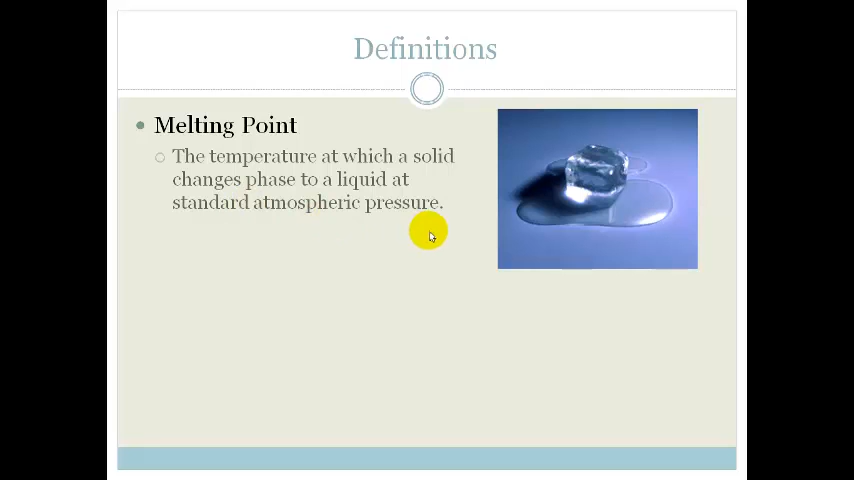 Definitions
Melting Point
The temperature at which a solid
changes phase to a liquid at
standard atmospheric pressure.